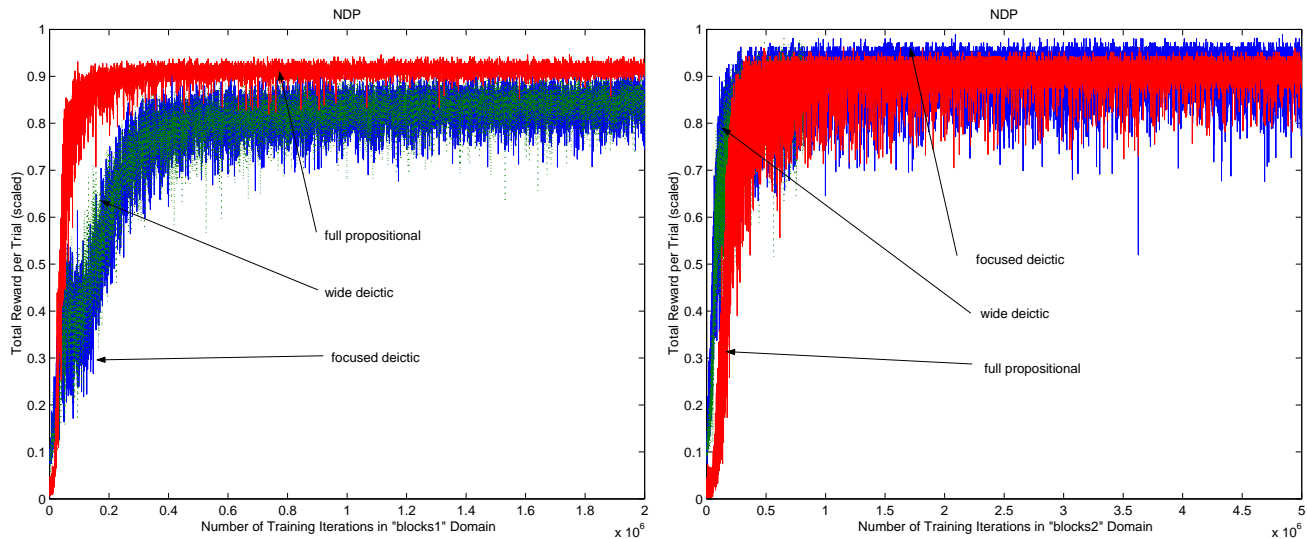 NDP
1
0.9
0.8
0.7
0.6
0.5
0.4
0.3
0.2
0.1
0
Total Reward per Trial (scaled)
full propositional
wide deictic
focused deictic
0 0.2 0.4 0.6 0.8 1 1.2 1.4 1.6 1.8 2
x 10^6
Number of Training Iterations in "blocks1" Domain
NDP
1
0.9
0.8
0.7
0.6
0.5
0.4
0.3
0.2
0.1
0
Total Reward per Trial (scaled)
focused deictic
wide deictic
full propositional
0 0.5 1 1.5 2 2.5 3 3.5 4 4.5 5
x 10^6
Number of Training Iterations in "blocks2" Domain